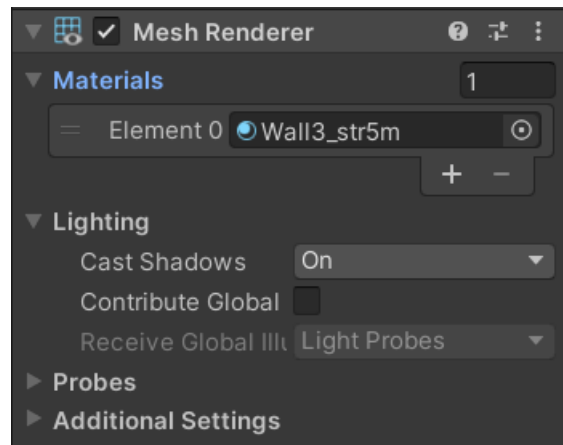 Mesh Renderer
Materials 1
Element 0 Wall3_str5m
Lighting
Cast Shadows On
Contribute Global
Receive Global Illu Light Probes
Probes
Additional Settings